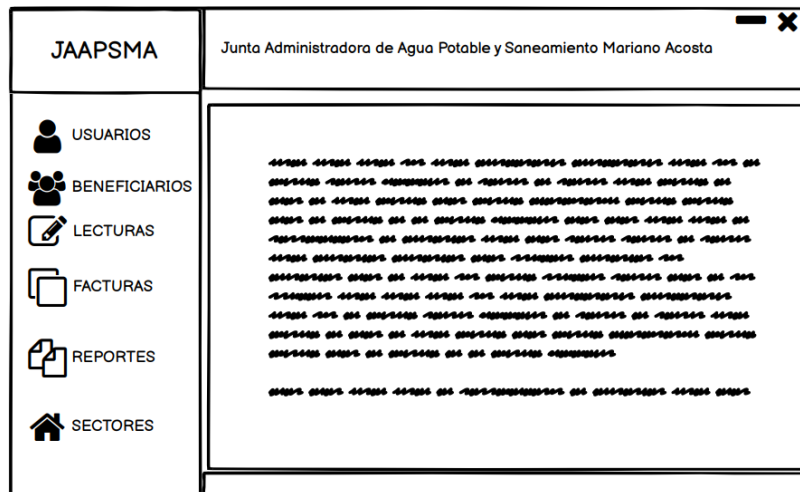 JAAPSMA
Junta Administradora de Agua Potable y Saneamiento Mariano Acosta
USUARIOS
BENEFICIARIOS
LECTURAS
FACTURAS
REPORTES
SECTORES